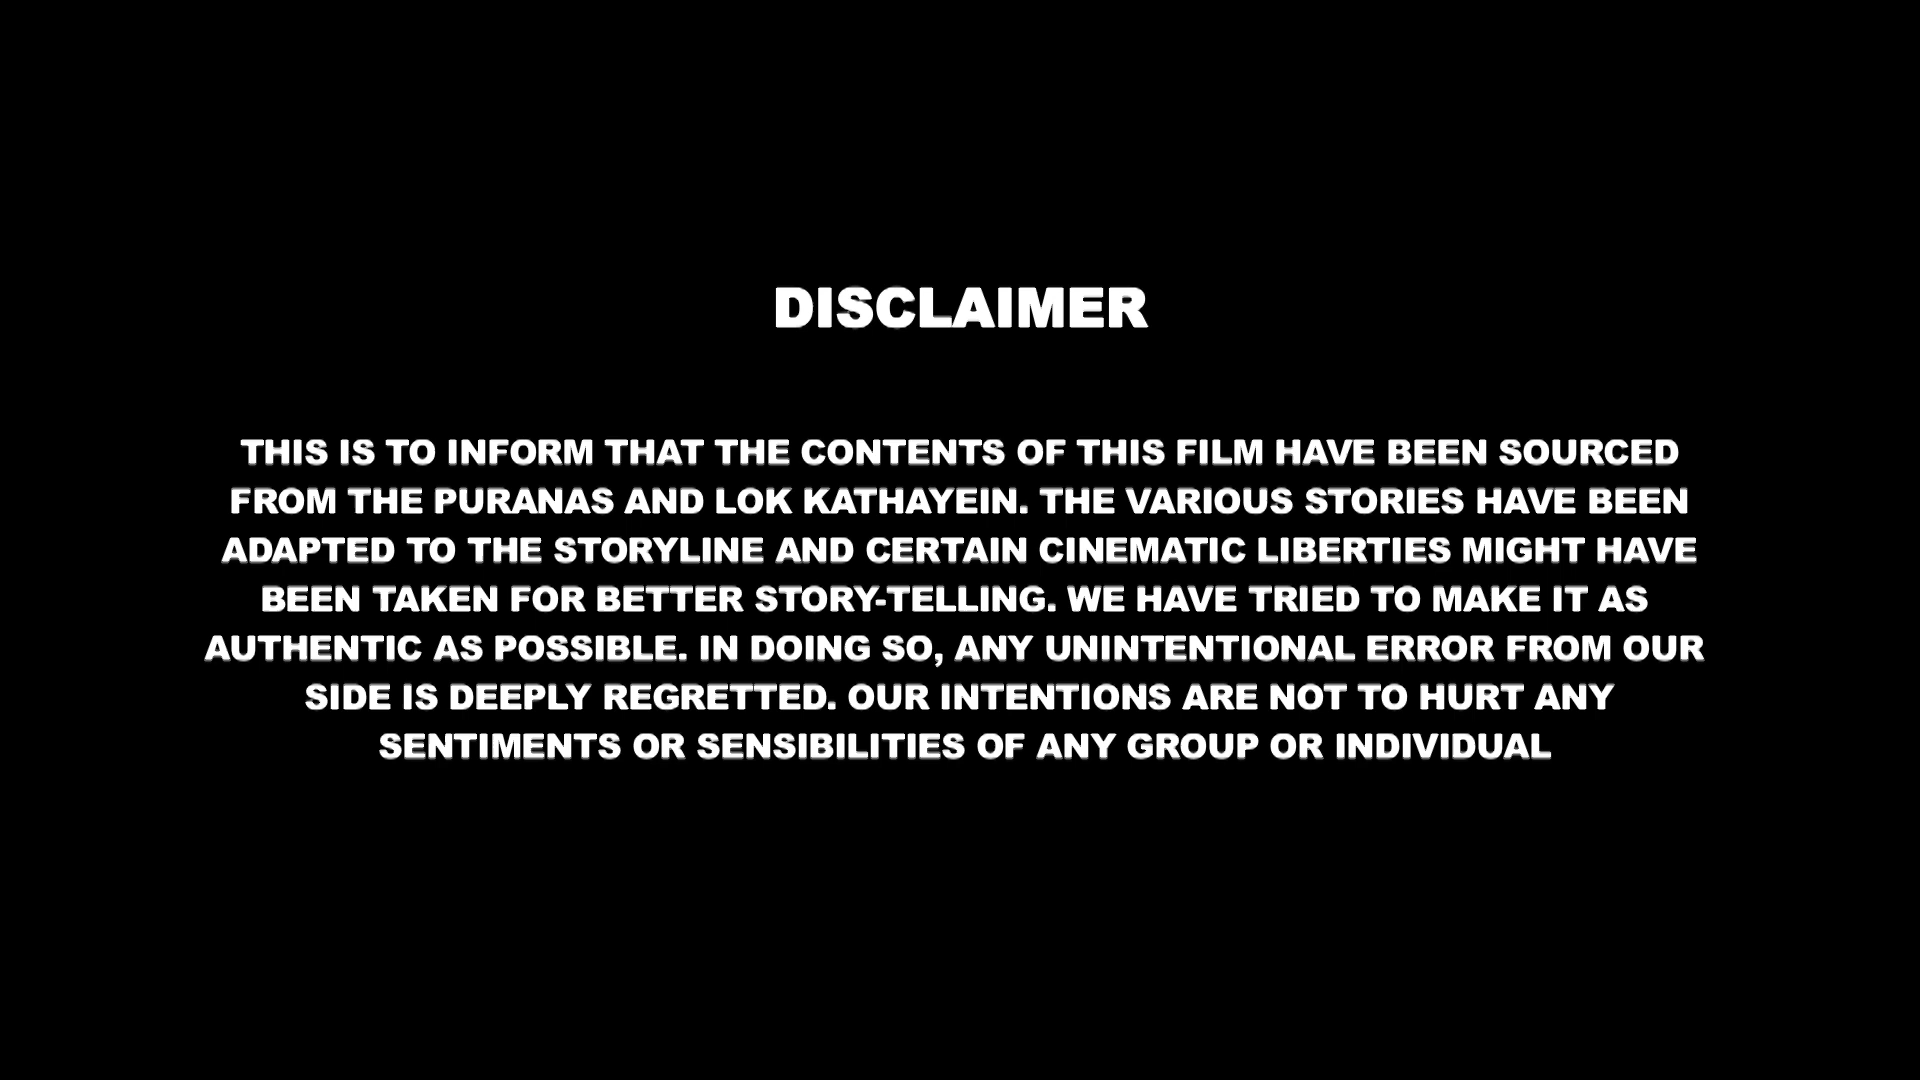 DISCLAIMER
THIS IS TO INFORM THAT THE CONTENTS OF THIS FILM HAVE BEEN SOURCED
FROM THE PURANAS AND LOK KATHAYEIN. THE VARIOUS STORIES HAVE BEEN
ADAPTED TO THE STORYLINE AND CERTAIN CINEMATIC LIBERTIES MIGHT HAVE
BEEN TAKEN FOR BETTER STORY-TELLING. WE HAVE TRIED TO MAKE IT AS
AUTHENTIC AS POSSIBLE. IN DOING SO, ANY UNINTENTIONAL ERROR FROM OUR
SIDE IS DEEPLY REGRETTED. OUR INTENTIONS ARE NOT TO HURT ANY
SENTIMENTS OR SENSIBILITIES OF ANY GROUP OR INDIVIDUAL